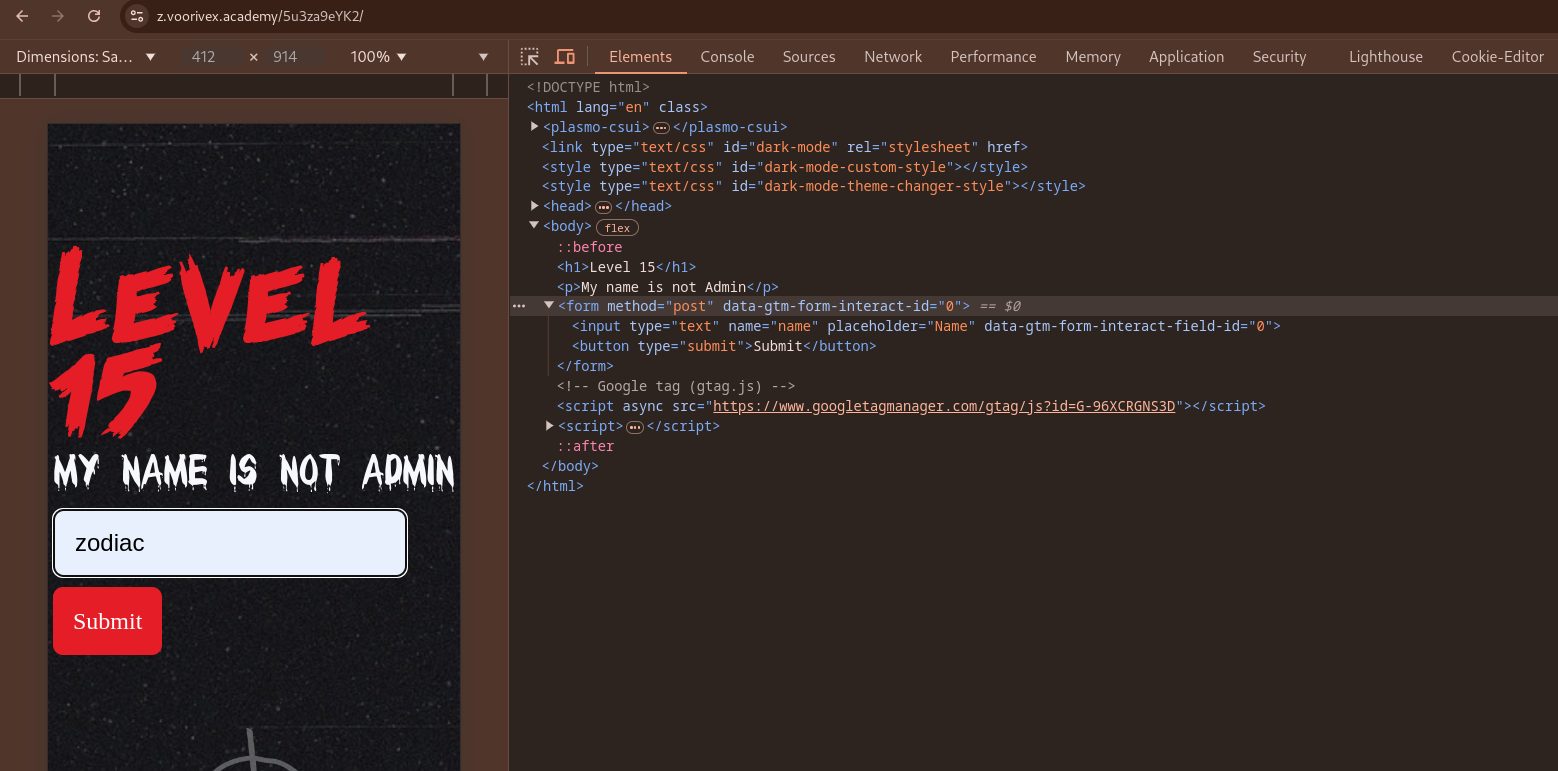 z.voorivex.academy/5u3za9eYK2/
Dimensions: Sa... 412 × 914 100%
Elements Console Sources Network Performance Memory Application Security Lighthouse Cookie-Editor
LEVEL
15
MY NAME IS NOT ADMIN
zodiac
Submit
<!DOCTYPE html>
<html lang="en" class>
<plasmo-csui>…</plasmo-csui>
<link type="text/css" id="dark-mode" rel="stylesheet" href>
<style type="text/css" id="dark-mode-custom-style"></style>
<style type="text/css" id="dark-mode-theme-changer-style"></style>
<head>…</head>
<body> flex
::before
<h1>Level 15</h1>
<p>My name is not Admin</p>
<form method="post" data-gtm-form-interact-id="0"> == $0
<input type="text" name="name" placeholder="Name" data-gtm-form-interact-field-id="0">
<button type="submit">Submit</button>
</form>
<!-- Google tag (gtag.js) -->
<script async src="https://www.googletagmanager.com/gtag/js?id=G-96XCRGNS3D"></script>
<script>…</script>
::after
</body>
</html>